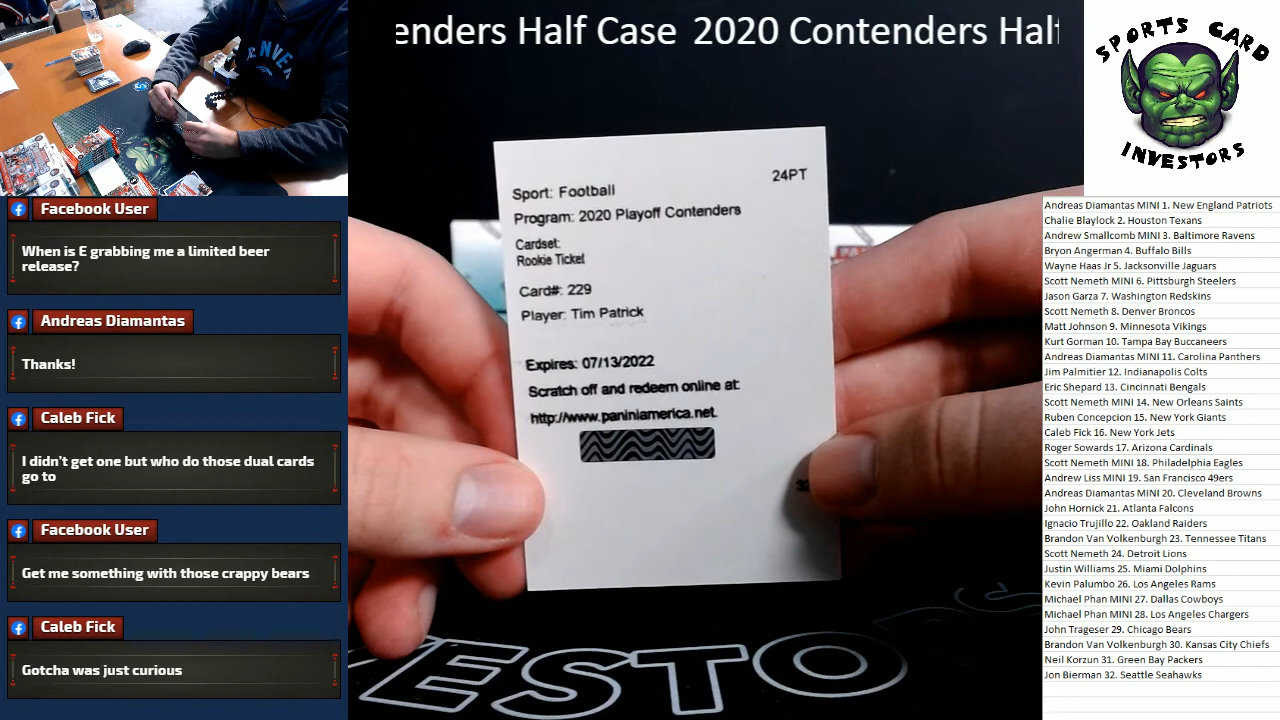 enders Half Case 2020 Contenders Half
SPORTS CARD
INVESTORS
Facebook User
When is E grabbing me a limited beer
release?
Andreas Diamantas
Thanks!
Caleb Fick
I didn't get one but who do those dual cards
go to
Facebook User
Get me something with those crappy bears
Caleb Fick
Gotcha was just curious
24PT
Sport: Football
Program: 2020 Playoff Contenders
Cardset:
Rookie Ticket
Card#: 229
Player: Tim Patrick
Expires: 07/13/2022
Scratch off and redeem online at:
http://www.paniniamerica.net.
VESTO
Andreas Diamantas MINI 1. New England Patriots
Chalie Blaylock 2. Houston Texans
Andrew Smallcomb MINI 3. Baltimore Ravens
Bryon Angerman 4. Buffalo Bills
Wayne Haas Jr 5. Jacksonville Jaguars
Scott Nemeth MINI 6. Pittsburgh Steelers
Jason Garza 7. Washington Redskins
Scott Nemeth 8. Denver Broncos
Matt Johnson 9. Minnesota Vikings
Kurt Gorman 10. Tampa Bay Buccaneers
Andreas Diamantas MINI 11. Carolina Panthers
Jim Palmitier 12. Indianapolis Colts
Eric Shepard 13. Cincinnati Bengals
Scott Nemeth MINI 14. New Orleans Saints
Ruben Concepcion 15. New York Giants
Caleb Fick 16. New York Jets
Roger Sowards 17. Arizona Cardinals
Scott Nemeth MINI 18. Philadelphia Eagles
Andrew Liss MINI 19. San Francisco 49ers
Andreas Diamantas MINI 20. Cleveland Browns
John Hornick 21. Atlanta Falcons
Ignacio Trujillo 22. Oakland Raiders
Brandon Van Volkenburgh 23. Tennessee Titans
Scott Nemeth 24. Detroit Lions
Justin Williams 25. Miami Dolphins
Kevin Palumbo 26. Los Angeles Rams
Michael Phan MINI 27. Dallas Cowboys
Michael Phan MINI 28. Los Angeles Chargers
John Trageser 29. Chicago Bears
Brandon Van Volkenburgh 30. Kansas City Chiefs
Neil Korzun 31. Green Bay Packers
Jon Bierman 32. Seattle Seahawks